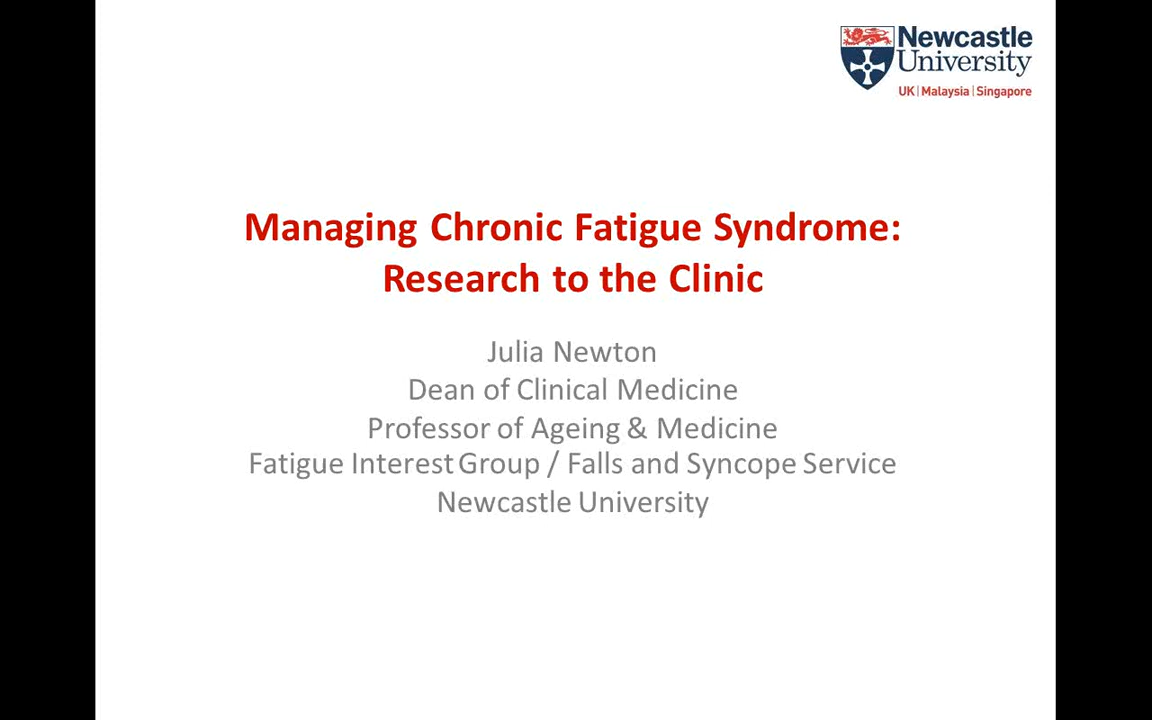 Newcastle
University
UK | Malaysia | Singapore
Managing Chronic Fatigue Syndrome:
Research to the Clinic
Julia Newton
Dean of Clinical Medicine
Professor of Ageing & Medicine
Fatigue Interest Group / Falls and Syncope Service
Newcastle University